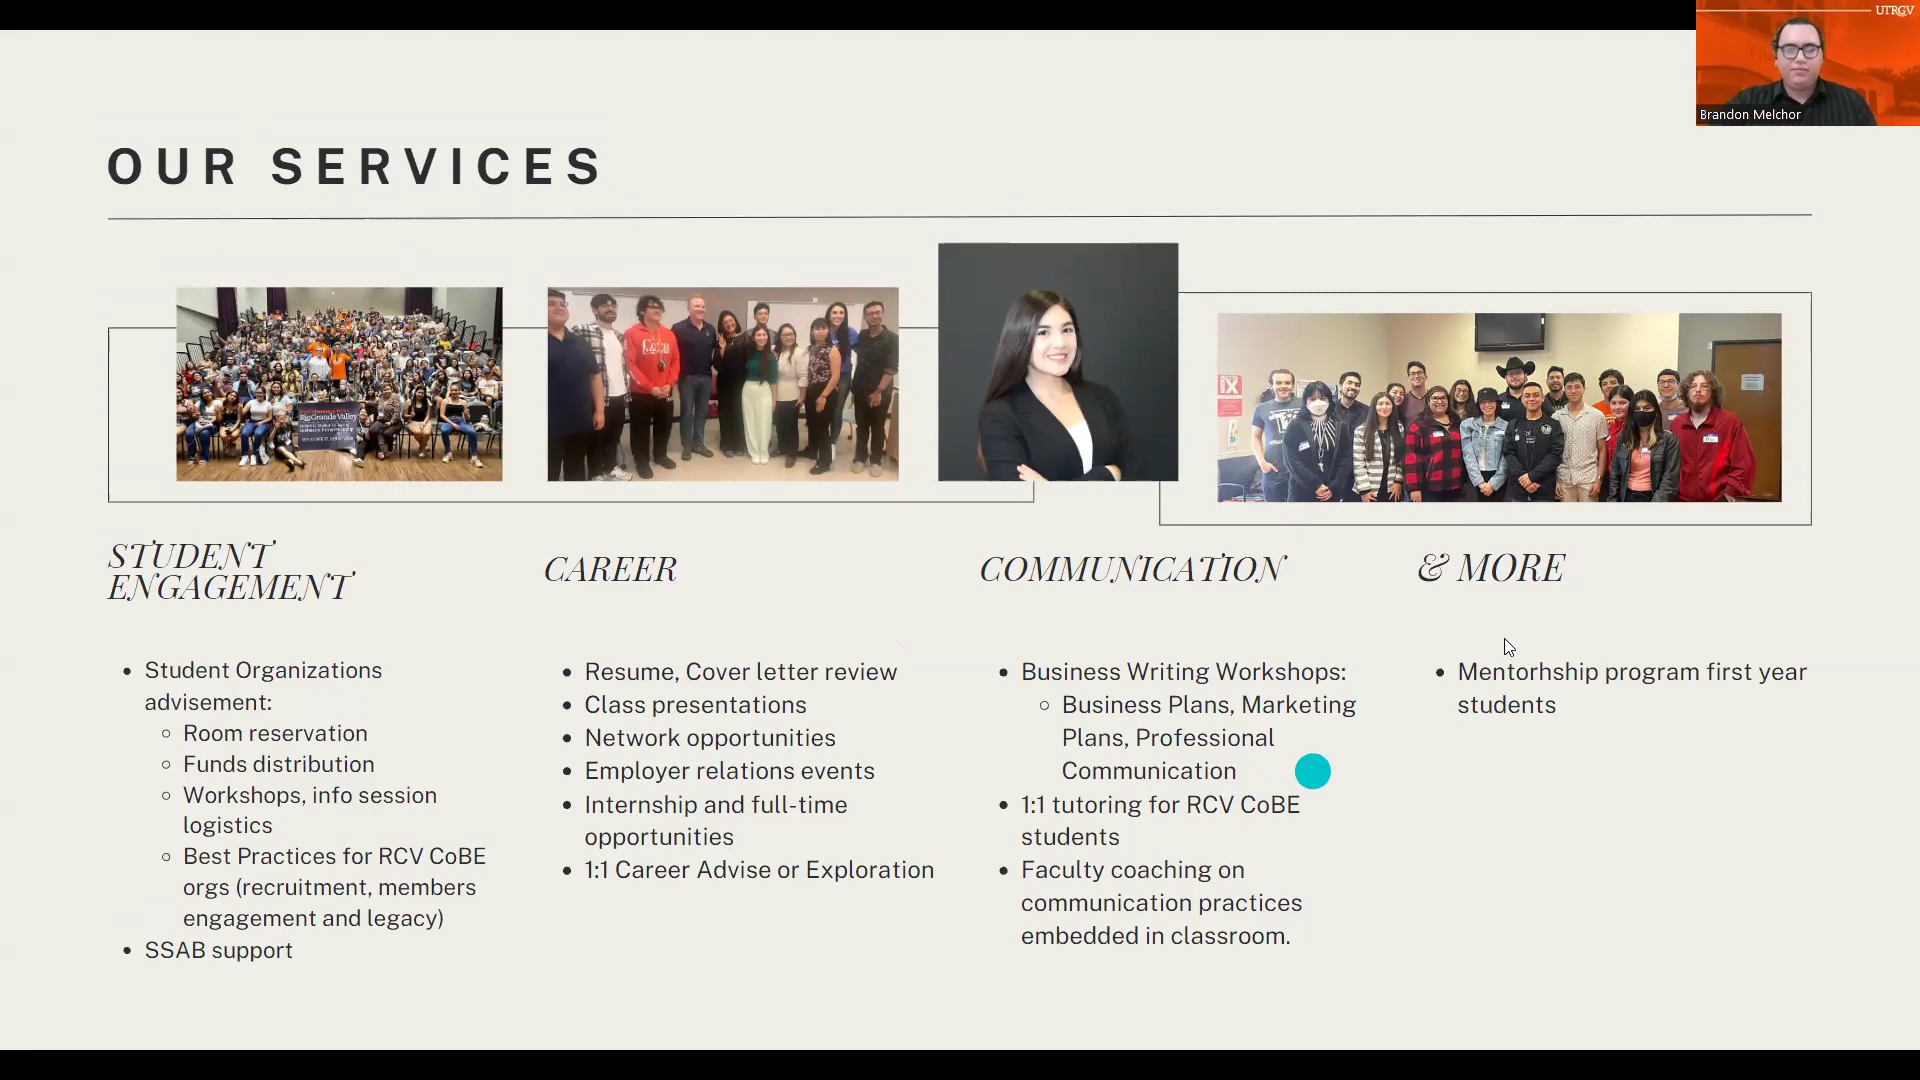 UTRGV
Brandon Melchor
OUR SERVICES
Rio Grande Valley
IX
STUDENT
ENGAGEMENT
• Student Organizations
advisement:
◦ Room reservation
◦ Funds distribution
◦ Workshops, info session
logistics
◦ Best Practices for RCV CoBE
orgs (recruitment, members
engagement and legacy)
• SSAB support
CAREER
• Resume, Cover letter review
• Class presentations
• Network opportunities
• Employer relations events
• Internship and full-time
opportunities
• 1:1 Career Advise or Exploration
COMMUNICATION
• Business Writing Workshops:
◦ Business Plans, Marketing
Plans, Professional
Communication
• 1:1 tutoring for RCV CoBE
students
• Faculty coaching on
communication practices
embedded in classroom.
& MORE
• Mentorhship program first year
students